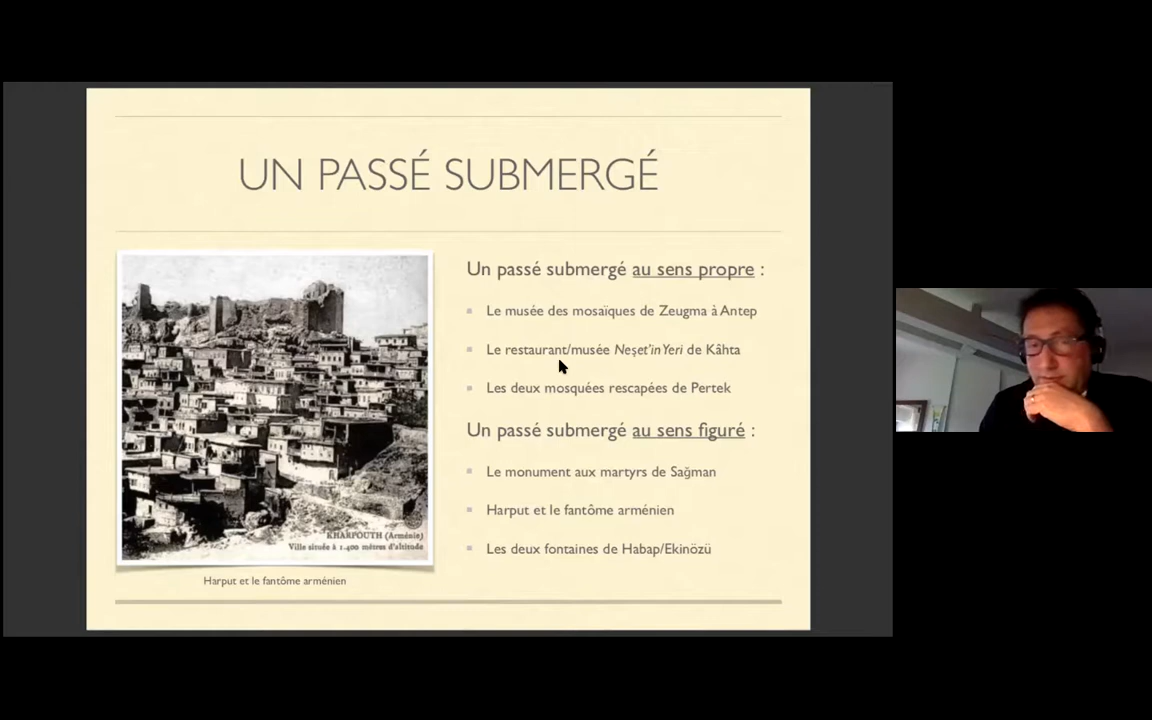 UN PASSÉ SUBMERGÉ
KHARPOUTH (Arménie)
Ville située à 1.400 mètres d'altitude
Harput et le fantôme arménien
Un passé submergé au sens propre :
Le musée des mosaïques de Zeugma à Antep
Le restaurant/musée Neşet'in Yeri de Kâhta
Les deux mosquées rescapées de Pertek
Un passé submergé au sens figuré :
Le monument aux martyrs de Sağman
Harput et le fantôme arménien
Les deux fontaines de Habap/Ekinözü